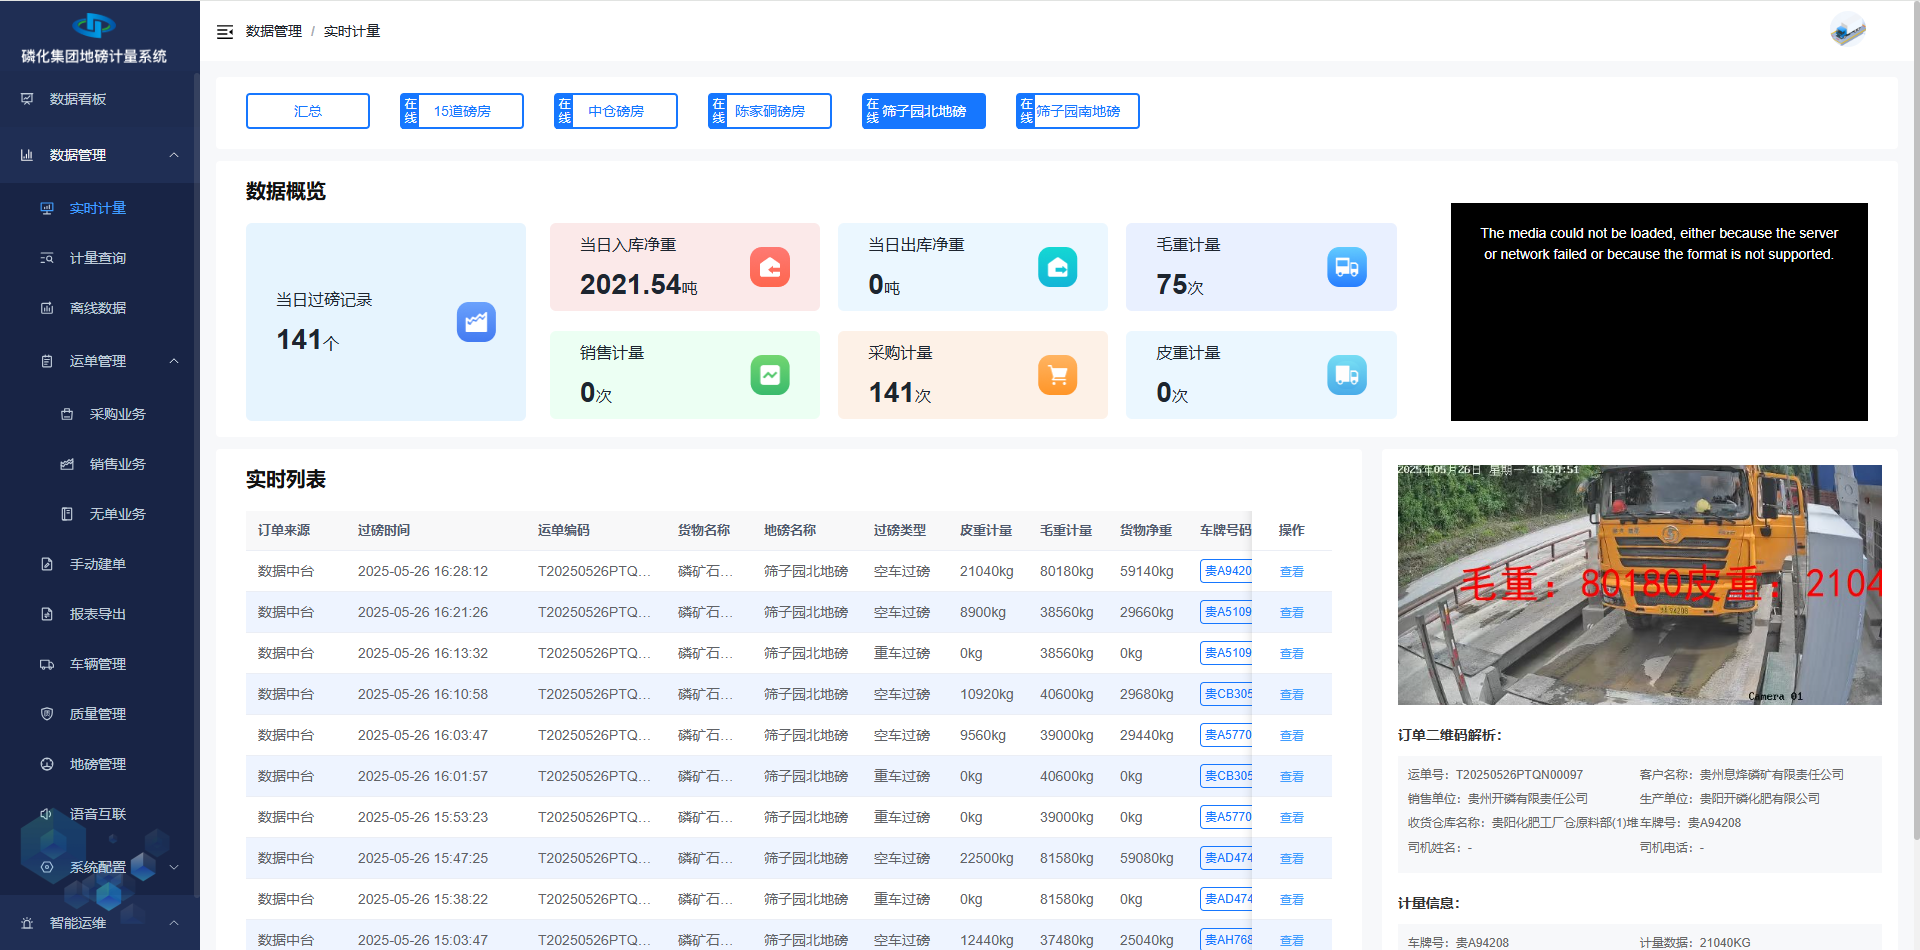 磷化集团地磅计量系统
数据看板
数据管理
实时计量
计量查询
离线数据
运单管理
采购业务
销售业务
无单业务
手动建单
报表导出
车辆管理
质量管理
地磅管理
语音互联
系统配置
智能运维
数据管理 / 实时计量
汇总
在线 15道磅房
在线 中仓磅房
在线 陈家硐磅房
在线 筛子园北地磅
在线 筛子园南地磅
数据概览
当日过磅记录
141个
当日入库净重
2021.54吨
当日出库净重
0吨
毛重计量
75次
销售计量
0次
采购计量
141次
皮重计量
0次
The media could not be loaded, either because the server
or network failed or because the format is not supported.
实时列表
订单来源 过磅时间 运单编码 货物名称 地磅名称 过磅类型 皮重计量 毛重计量 货物净重 车牌号码 操作
数据中台 2025-05-26 16:28:12 T20250526PTQ... 磷矿石... 筛子园北地磅 空车过磅 21040kg 80180kg 59140kg 贵A9420 查看
数据中台 2025-05-26 16:21:26 T20250526PTQ... 磷矿石... 筛子园北地磅 空车过磅 8900kg 38560kg 29660kg 贵A5109 查看
数据中台 2025-05-26 16:13:32 T20250526PTQ... 磷矿石... 筛子园北地磅 重车过磅 0kg 38560kg 0kg 贵A5109 查看
数据中台 2025-05-26 16:10:58 T20250526PTQ... 磷矿石... 筛子园北地磅 空车过磅 10920kg 40600kg 29680kg 贵CB305 查看
数据中台 2025-05-26 16:03:47 T20250526PTQ... 磷矿石... 筛子园北地磅 空车过磅 9560kg 39000kg 29440kg 贵A5770 查看
数据中台 2025-05-26 16:01:57 T20250526PTQ... 磷矿石... 筛子园北地磅 重车过磅 0kg 40600kg 0kg 贵CB305 查看
数据中台 2025-05-26 15:53:23 T20250526PTQ... 磷矿石... 筛子园北地磅 重车过磅 0kg 39000kg 0kg 贵A5770 查看
数据中台 2025-05-26 15:47:25 T20250526PTQ... 磷矿石... 筛子园北地磅 空车过磅 22500kg 81580kg 59080kg 贵AD474 查看
数据中台 2025-05-26 15:38:22 T20250526PTQ... 磷矿石... 筛子园北地磅 重车过磅 0kg 81580kg 0kg 贵AD474 查看
数据中台 2025-05-26 15:03:47 T20250526PTQ... 磷矿石... 筛子园北地磅 空车过磅 12440kg 37480kg 25040kg 贵AH768 查看
2025年05月26日 星期一 16:33:51
毛重：80180皮重：2104
Camera 01
订单二维码解析：
运单号：T20250526PTQN00097 客户名称：贵州息烽磷矿有限责任公司
销售单位：贵州开磷有限责任公司 生产单位：贵阳开磷化肥有限公司
收货仓库名称：贵阳化肥工厂仓原料部(1)堆 车牌号：贵A94208
司机姓名：- 司机电话：-
计量信息：
车牌号：贵A94208 计量数据：21040KG